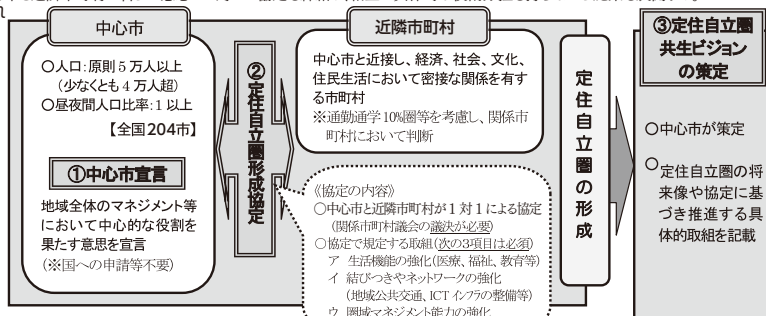 中心市
○人口:原則5万人以上
(少なくとも4万人超)
○昼夜間人口比率:1以上
【全国204市】
①中心市宣言
地域全体のマネジメント等
において中心的な役割を
果たす意思を宣言
(※国への申請等不要)
②定住自立圏形成協定
近隣市町村
中心市と近接し、経済、社会、文化、
住民生活において密接な関係を有す
る市町村
※通勤通学10%圏等を考慮し、関係市
町村において判断
《協定の内容》
○中心市と近隣市町村が1対1による協定
(関係市町村議会の議決が必要)
○協定で規定する取組(次の3項目は必須)
ア 生活機能の強化(医療、福祉、教育等)
イ 結びつきやネットワークの強化
(地域公共交通、ICTインフラの整備等)
ウ 圏域マネジメント能力の強化
定住自立圏の形成
③定住自立圏
共生ビジョン
の策定
○中心市が策定
○定住自立圏の将
来像や協定に基
づき推進する具
体的取組を記載